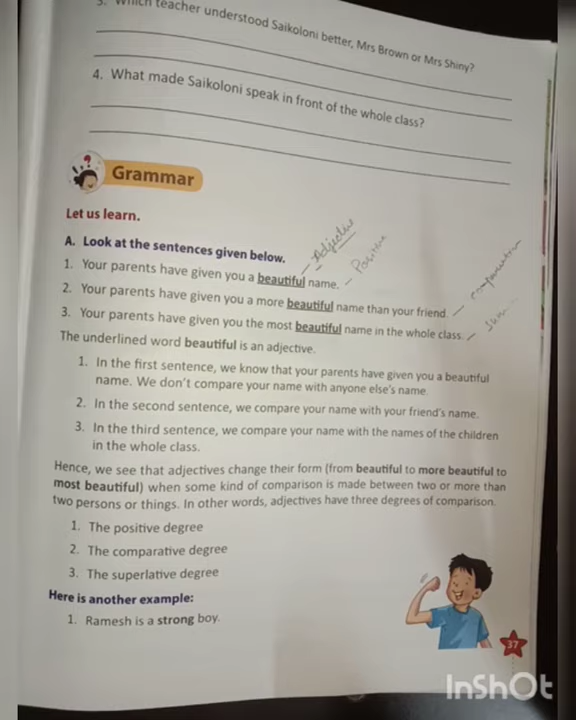 3. Which teacher understood Saikoloni better, Mrs Brown or Mrs Shiny?
4. What made Saikoloni speak in front of the whole class?
Grammar
Let us learn.
A. Look at the sentences given below.
Adjective
1. Your parents have given you a beautiful name.
Positive
2. Your parents have given you a more beautiful name than your friend.
3. Your parents have given you the most beautiful name in the whole class.
The underlined word beautiful is an adjective.
1. In the first sentence, we know that your parents have given you a beautiful
name. We don't compare your name with anyone else's name.
2. In the second sentence, we compare your name with your friend's name.
3. In the third sentence, we compare your name with the names of the children
in the whole class.
Hence, we see that adjectives change their form (from beautiful to more beautiful to
most beautiful) when some kind of comparison is made between two or more than
two persons or things. In other words, adjectives have three degrees of comparison.
1. The positive degree
2. The comparative degree
3. The superlative degree
Here is another example:
1. Ramesh is a strong boy.
37
InShOt